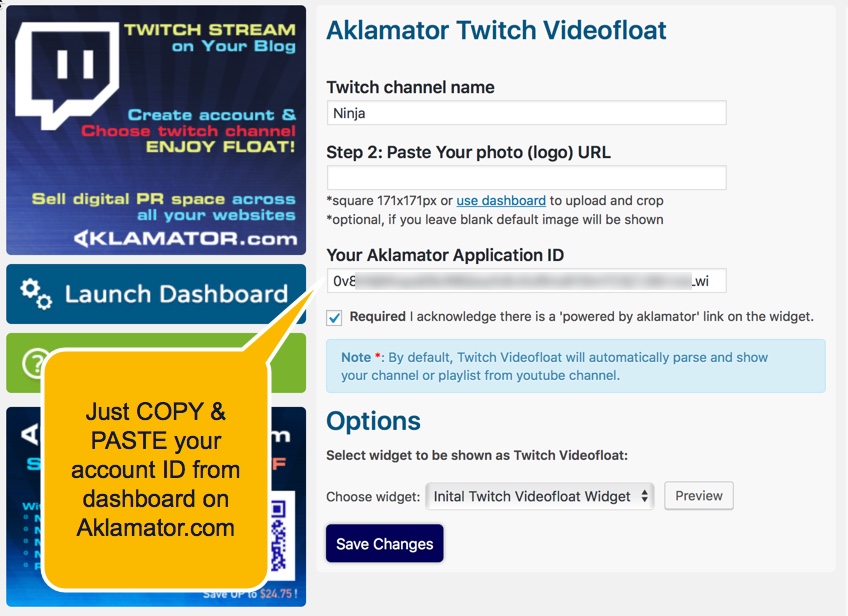 TWITCH STREAM
on Your Blog
Create account &
Choose twitch channel
ENJOY FLOAT!
Sell digital PR space across
all your websites
AKLAMATOR.com
Launch Dashboard
?
Just COPY &
PASTE your
account ID from
dashboard on
Aklamator.com
Save UP to $24.75 !
Aklamator Twitch Videofloat
Twitch channel name
Ninja
Step 2: Paste Your photo (logo) URL
*square 171x171px or use dashboard to upload and crop
*optional, if you leave blank default image will be shown
Your Aklamator Application ID
Required I acknowledge there is a 'powered by aklamator' link on the widget.
Note *: By default, Twitch Videofloat will automatically parse and show
your channel or playlist from youtube channel.
Options
Select widget to be shown as Twitch Videofloat:
Choose widget: Inital Twitch Videofloat Widget Preview
Save Changes